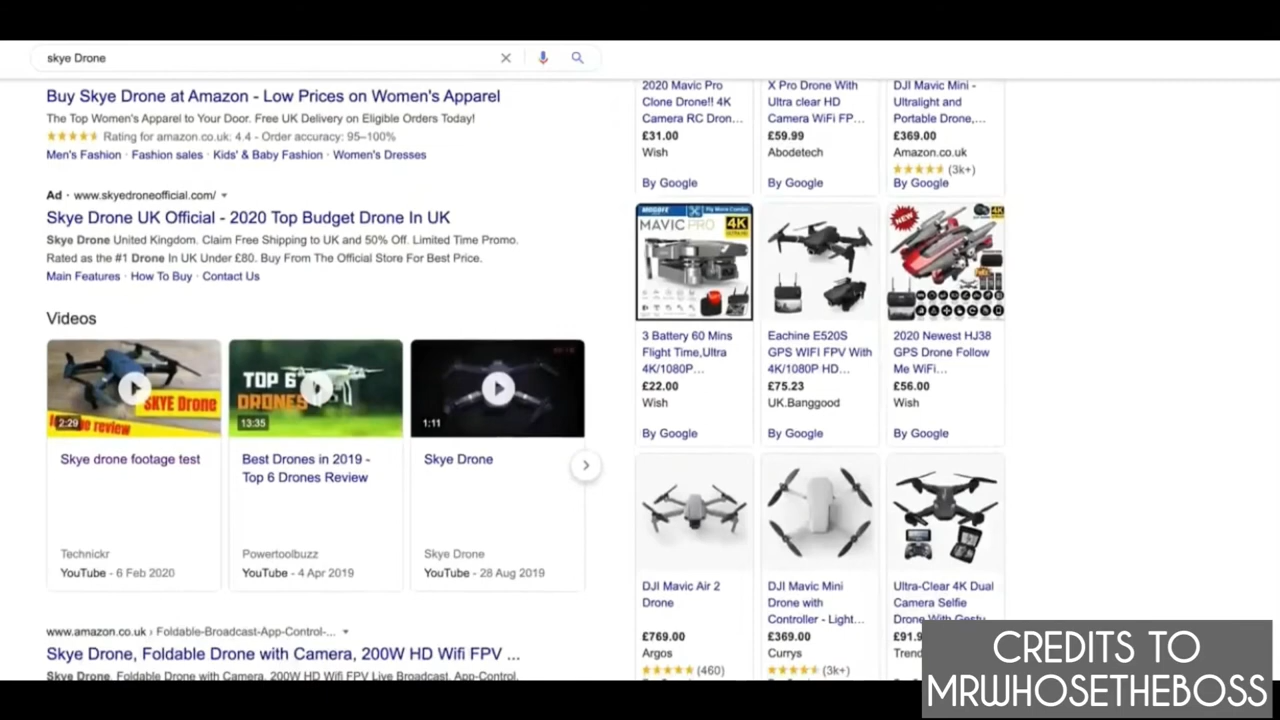 skye Drone
Buy Skye Drone at Amazon - Low Prices on Women's Apparel
The Top Women's Apparel to Your Door. Free UK Delivery on Eligible Orders Today!
Rating for amazon.co.uk: 4.4 - Order accuracy: 95–100%
Men's Fashion · Fashion sales · Kids' & Baby Fashion · Women's Dresses
Ad · www.skyedroneofficial.com/
Skye Drone UK Official - 2020 Top Budget Drone In UK
Skye Drone United Kingdom. Claim Free Shipping to UK and 50% Off. Limited Time Promo.
Rated as the #1 Drone In UK Under £80. Buy From The Official Store For Best Price.
Main Features · How To Buy · Contact Us
Videos
SKYE Drone
review
2:29
Skye drone footage test
Technickr
YouTube - 6 Feb 2020
TOP 6
DRONES
13:35
Best Drones in 2019 -
Top 6 Drones Review
Powertoolbuzz
YouTube - 4 Apr 2019
1:11
Skye Drone
Skye Drone
YouTube - 28 Aug 2019
www.amazon.co.uk › Foldable-Broadcast-App-Control-...
Skye Drone, Foldable Drone with Camera, 200W HD Wifi FPV ...
Skye Drone, Foldable Drone with Camera, 200W HD Wifi FPV Live Broadcast, App-Control,
2020 Mavic Pro
Clone Drone!! 4K
Camera RC Dron...
£31.00
Wish
By Google
X Pro Drone With
Ultra clear HD
Camera WiFi FP...
£59.99
Abodetech
By Google
DJI Mavic Mini -
Ultralight and
Portable Drone,...
£369.00
Amazon.co.uk
(3k+)
By Google
Fly More Combo
MAVIC PRO
4K
3 Battery 60 Mins
Flight Time,Ultra
4K/1080P...
£22.00
Wish
By Google
Eachine E520S
GPS WIFI FPV With
4K/1080P HD...
£75.23
UK.Banggood
By Google
NEW
4K
2020 Newest HJ38
GPS Drone Follow
Me WiFi...
£56.00
Wish
By Google
DJI Mavic Air 2
Drone
£769.00
Argos
(460)
DJI Mavic Mini
Drone with
Controller - Light...
£369.00
Currys
(3k+)
Ultra-Clear 4K Dual
Camera Selfie
Drone With
£91.9
Trend
CREDITS TO
MRWHOSETHEBOSS